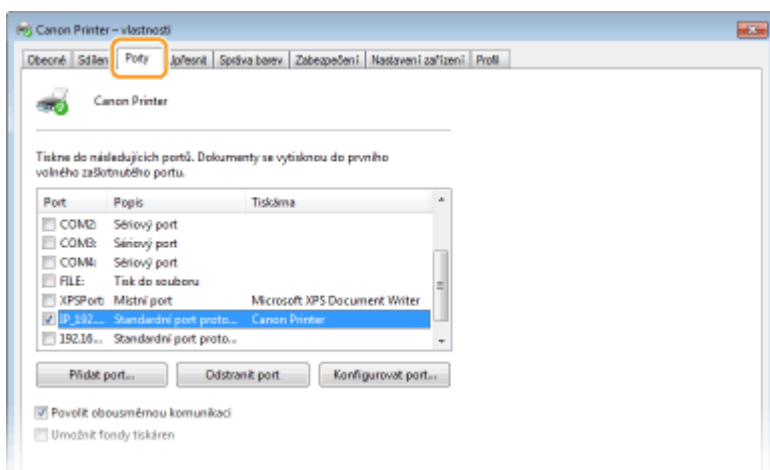 Canon Printer – vlastnosti
Obecné Sdílen Porty Upřesnit Správa barev Zabezpečení Nastavení zařízení Profil
Canon Printer
Tiskne do následujících portů. Dokumenty se vytisknou do prvního
volného zaškrtnutého portu.
Port Popis Tiskárna
COM2: Sériový port
COM3: Sériový port
COM4: Sériový port
FILE: Tisk do souboru
XPSPort: Místní port Microsoft XPS Document Writer
IP_192.... Standardní port proto... Canon Printer
192.16... Standardní port proto...
Přidat port... Odstranit port Konfigurovat port...
Povolit obousměrnou komunikaci
Umožnit fondy tiskáren